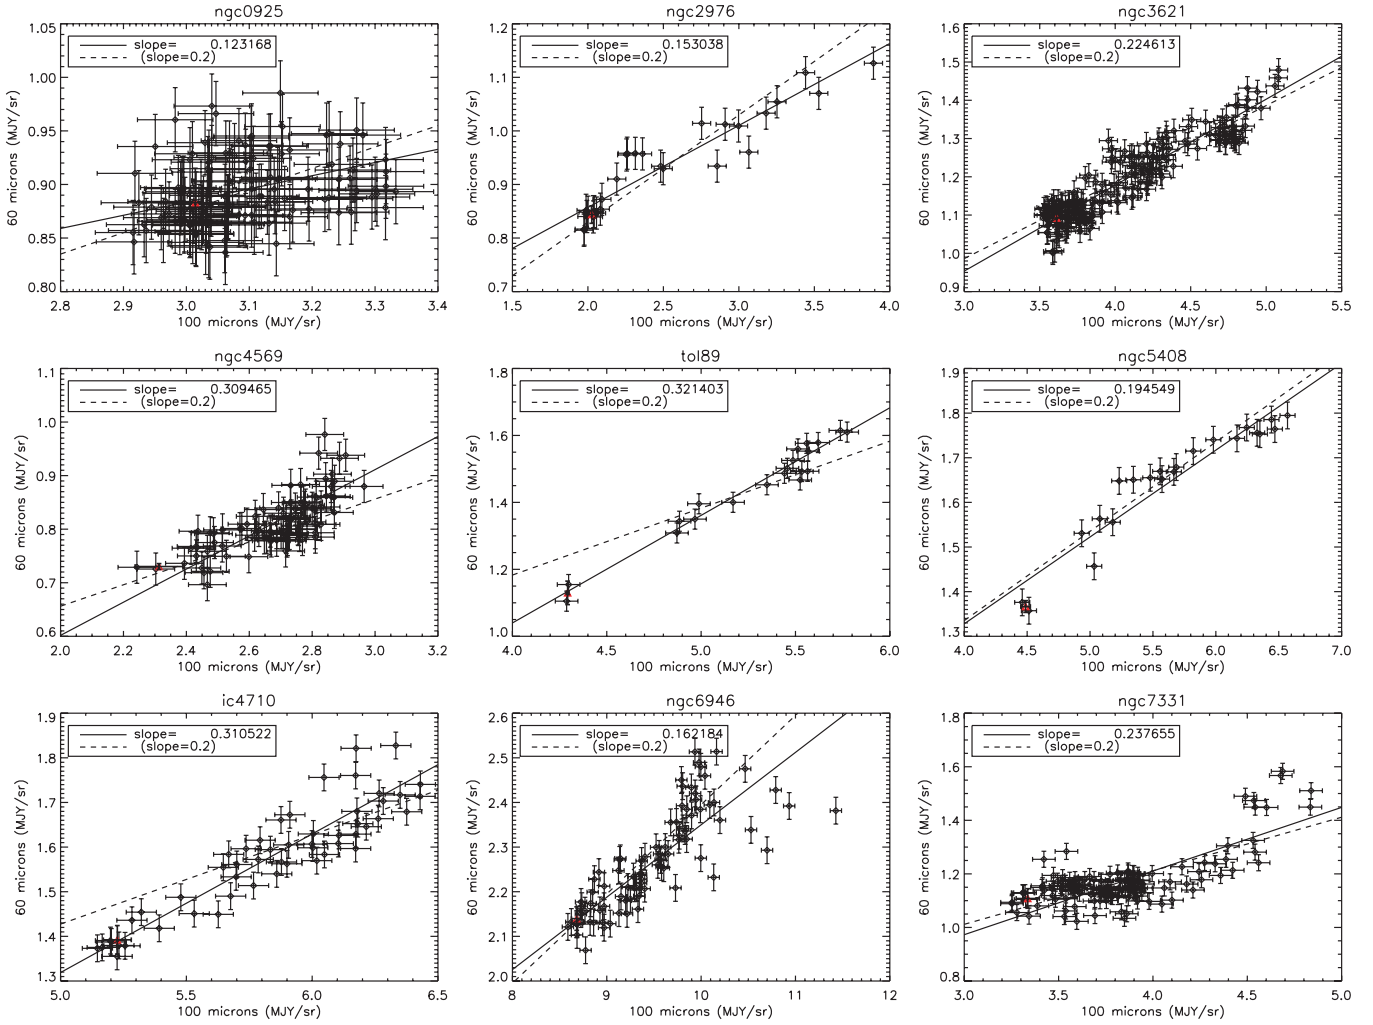 ngc0925
slope= 0.123168
(slope=0.2)
60 microns (MJY/sr)
1.05
1.00
0.95
0.90
0.85
0.80
2.8 2.9 3.0 3.1 3.2 3.3 3.4
100 microns (MJY/sr)
ngc2976
slope= 0.153038
(slope=0.2)
60 microns (MJY/sr)
1.2
1.1
1.0
0.9
0.8
0.7
1.5 2.0 2.5 3.0 3.5 4.0
100 microns (MJY/sr)
ngc3621
slope= 0.224613
(slope=0.2)
60 microns (MJY/sr)
1.6
1.5
1.4
1.3
1.2
1.1
1.0
0.9
3.0 3.5 4.0 4.5 5.0 5.5
100 microns (MJY/sr)
ngc4569
slope= 0.309465
(slope=0.2)
60 microns (MJY/sr)
1.1
1.0
0.9
0.8
0.7
0.6
2.0 2.2 2.4 2.6 2.8 3.0 3.2
100 microns (MJY/sr)
tol89
slope= 0.321403
(slope=0.2)
60 microns (MJY/sr)
1.8
1.6
1.4
1.2
1.0
4.0 4.5 5.0 5.5 6.0
100 microns (MJY/sr)
ngc5408
slope= 0.194549
(slope=0.2)
60 microns (MJY/sr)
1.9
1.8
1.7
1.6
1.5
1.4
1.3
4.0 4.5 5.0 5.5 6.0 6.5 7.0
100 microns (MJY/sr)
ic4710
slope= 0.310522
(slope=0.2)
60 microns (MJY/sr)
1.9
1.8
1.7
1.6
1.5
1.4
1.3
5.0 5.5 6.0 6.5
100 microns (MJY/sr)
ngc6946
slope= 0.162184
(slope=0.2)
60 microns (MJY/sr)
2.6
2.5
2.4
2.3
2.2
2.1
2.0
8 9 10 11 12
100 microns (MJY/sr)
ngc7331
slope= 0.237655
(slope=0.2)
60 microns (MJY/sr)
1.8
1.6
1.4
1.2
1.0
0.8
3.0 3.5 4.0 4.5 5.0
100 microns (MJY/sr)